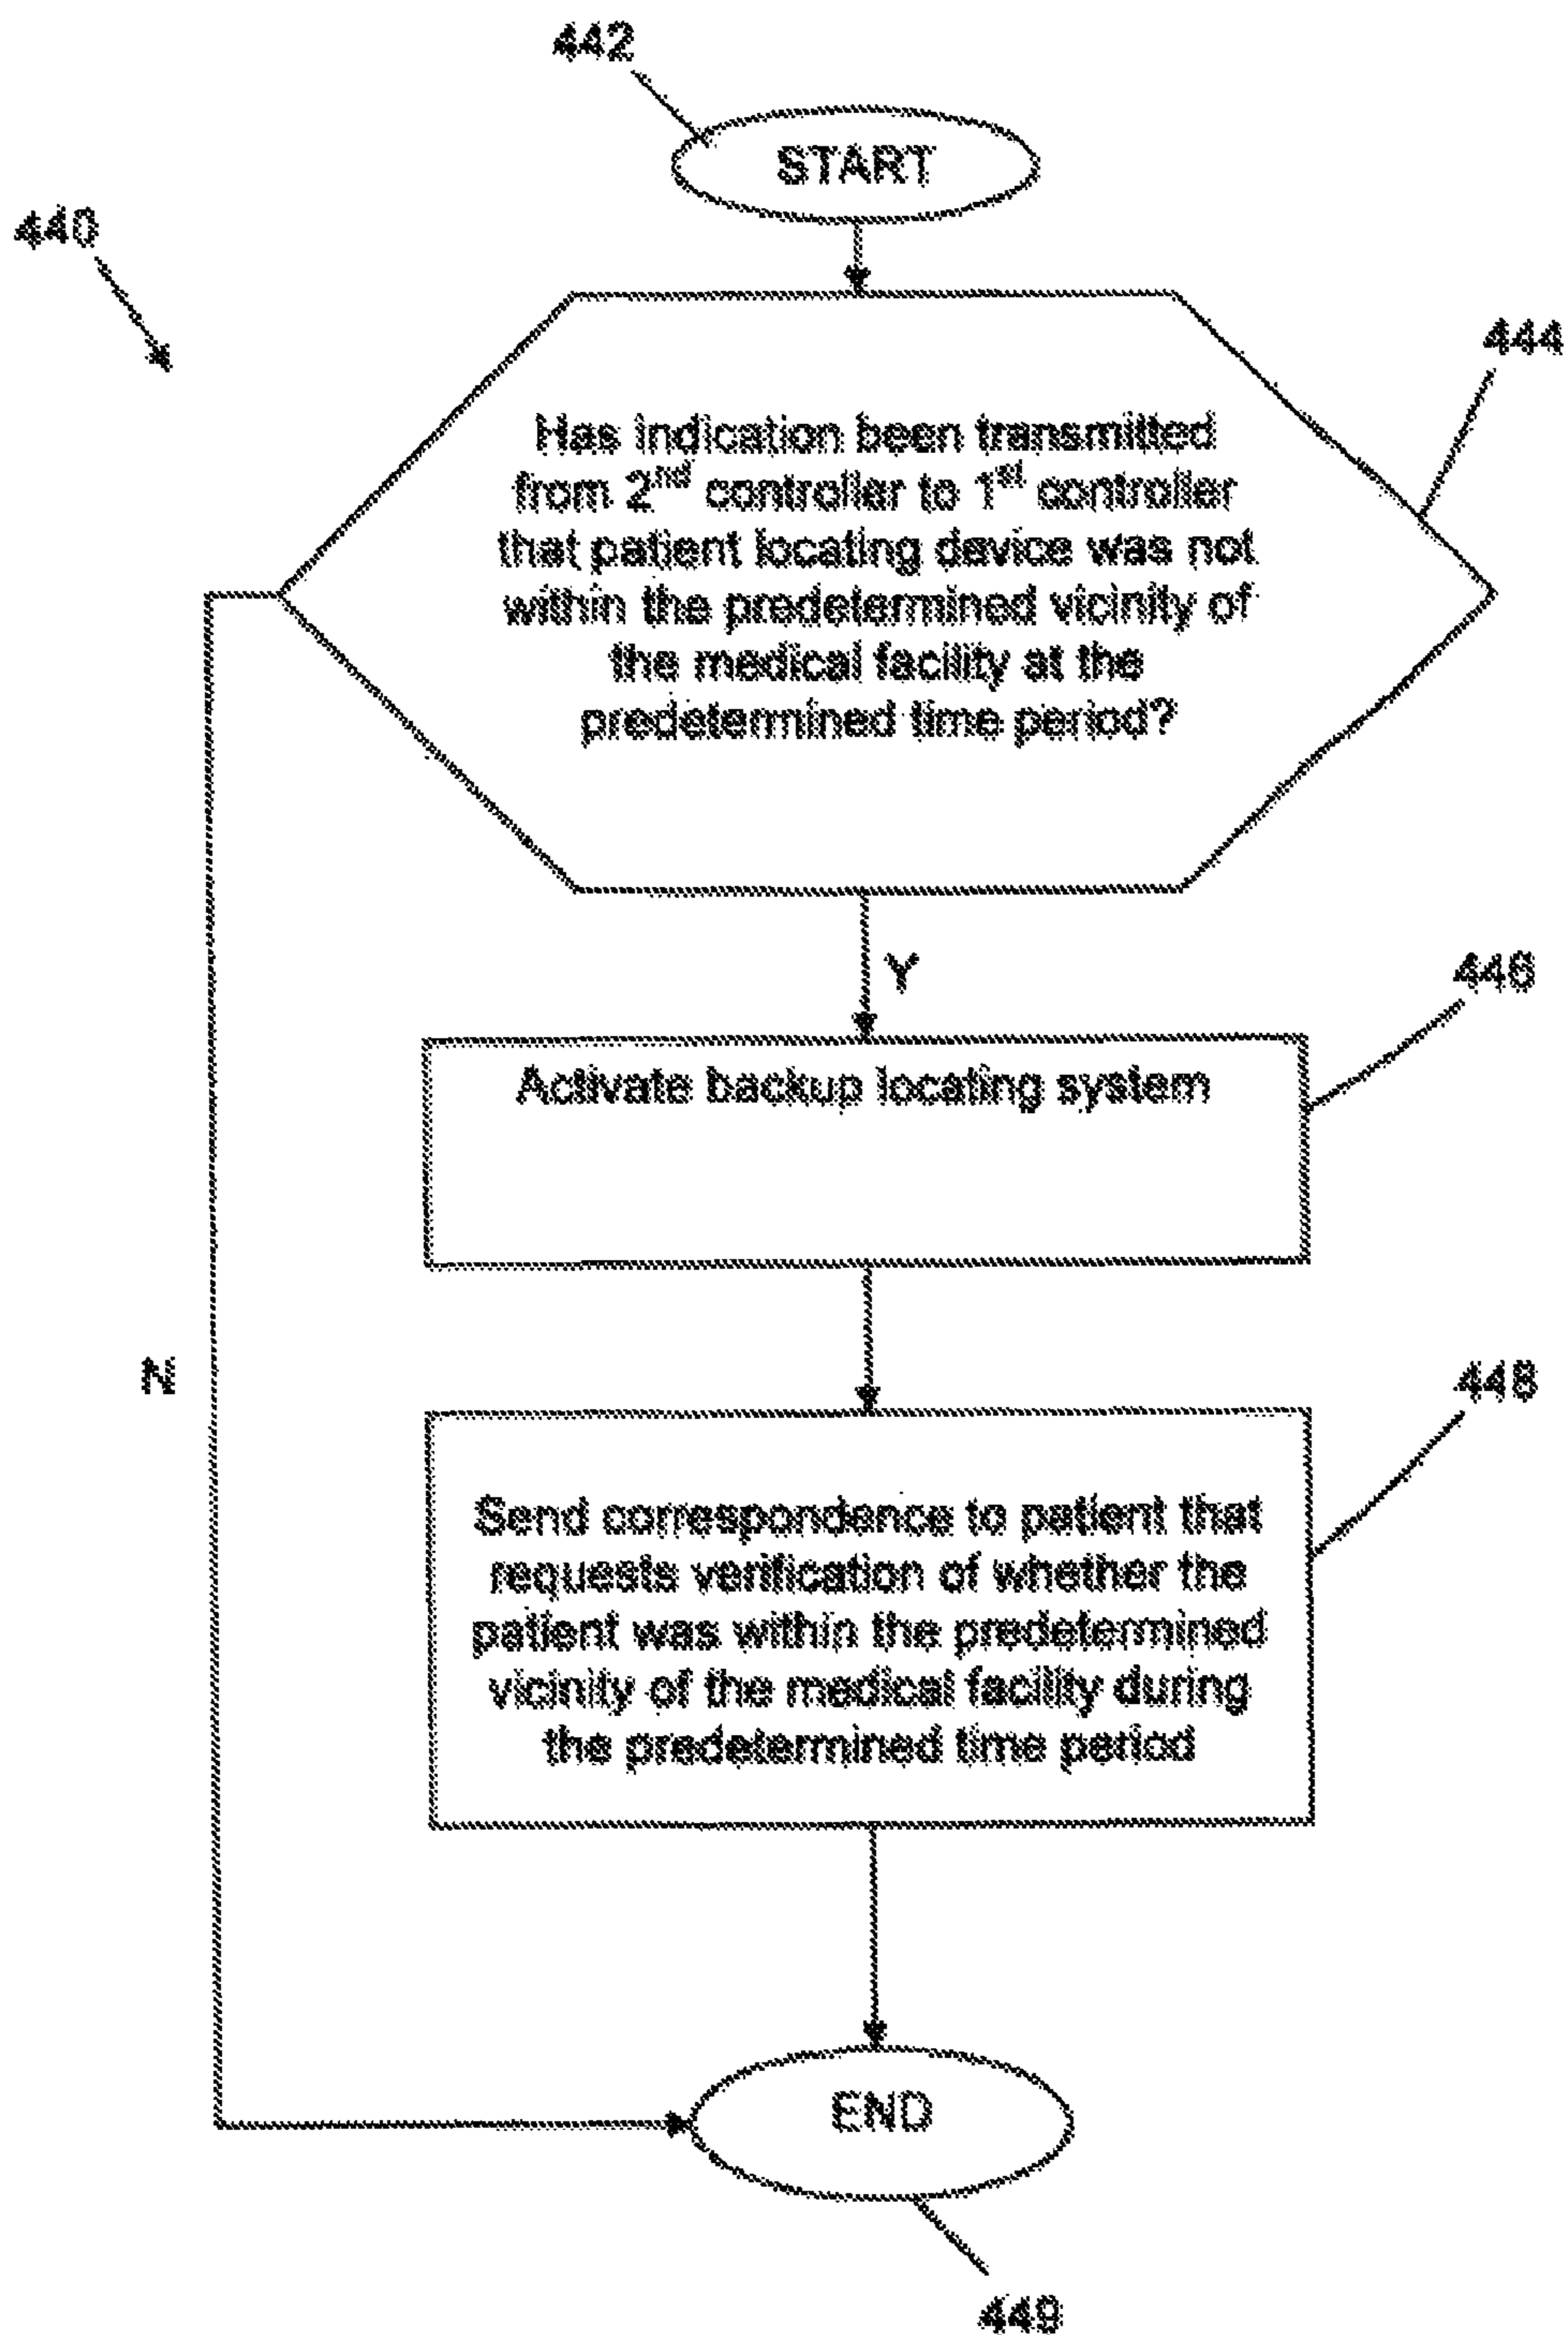 442
START
440
444
Has indication been transmitted
from 2nd controller to 1st controller
that patient locating device was not
within the predetermined vicinity of
the medical facility at the
predetermined time period?
Y
446
Activate backup locating system
N
448
Send correspondence to patient that
requests verification of whether the
patient was within the predetermined
vicinity of the medical facility during
the predetermined time period
END
449